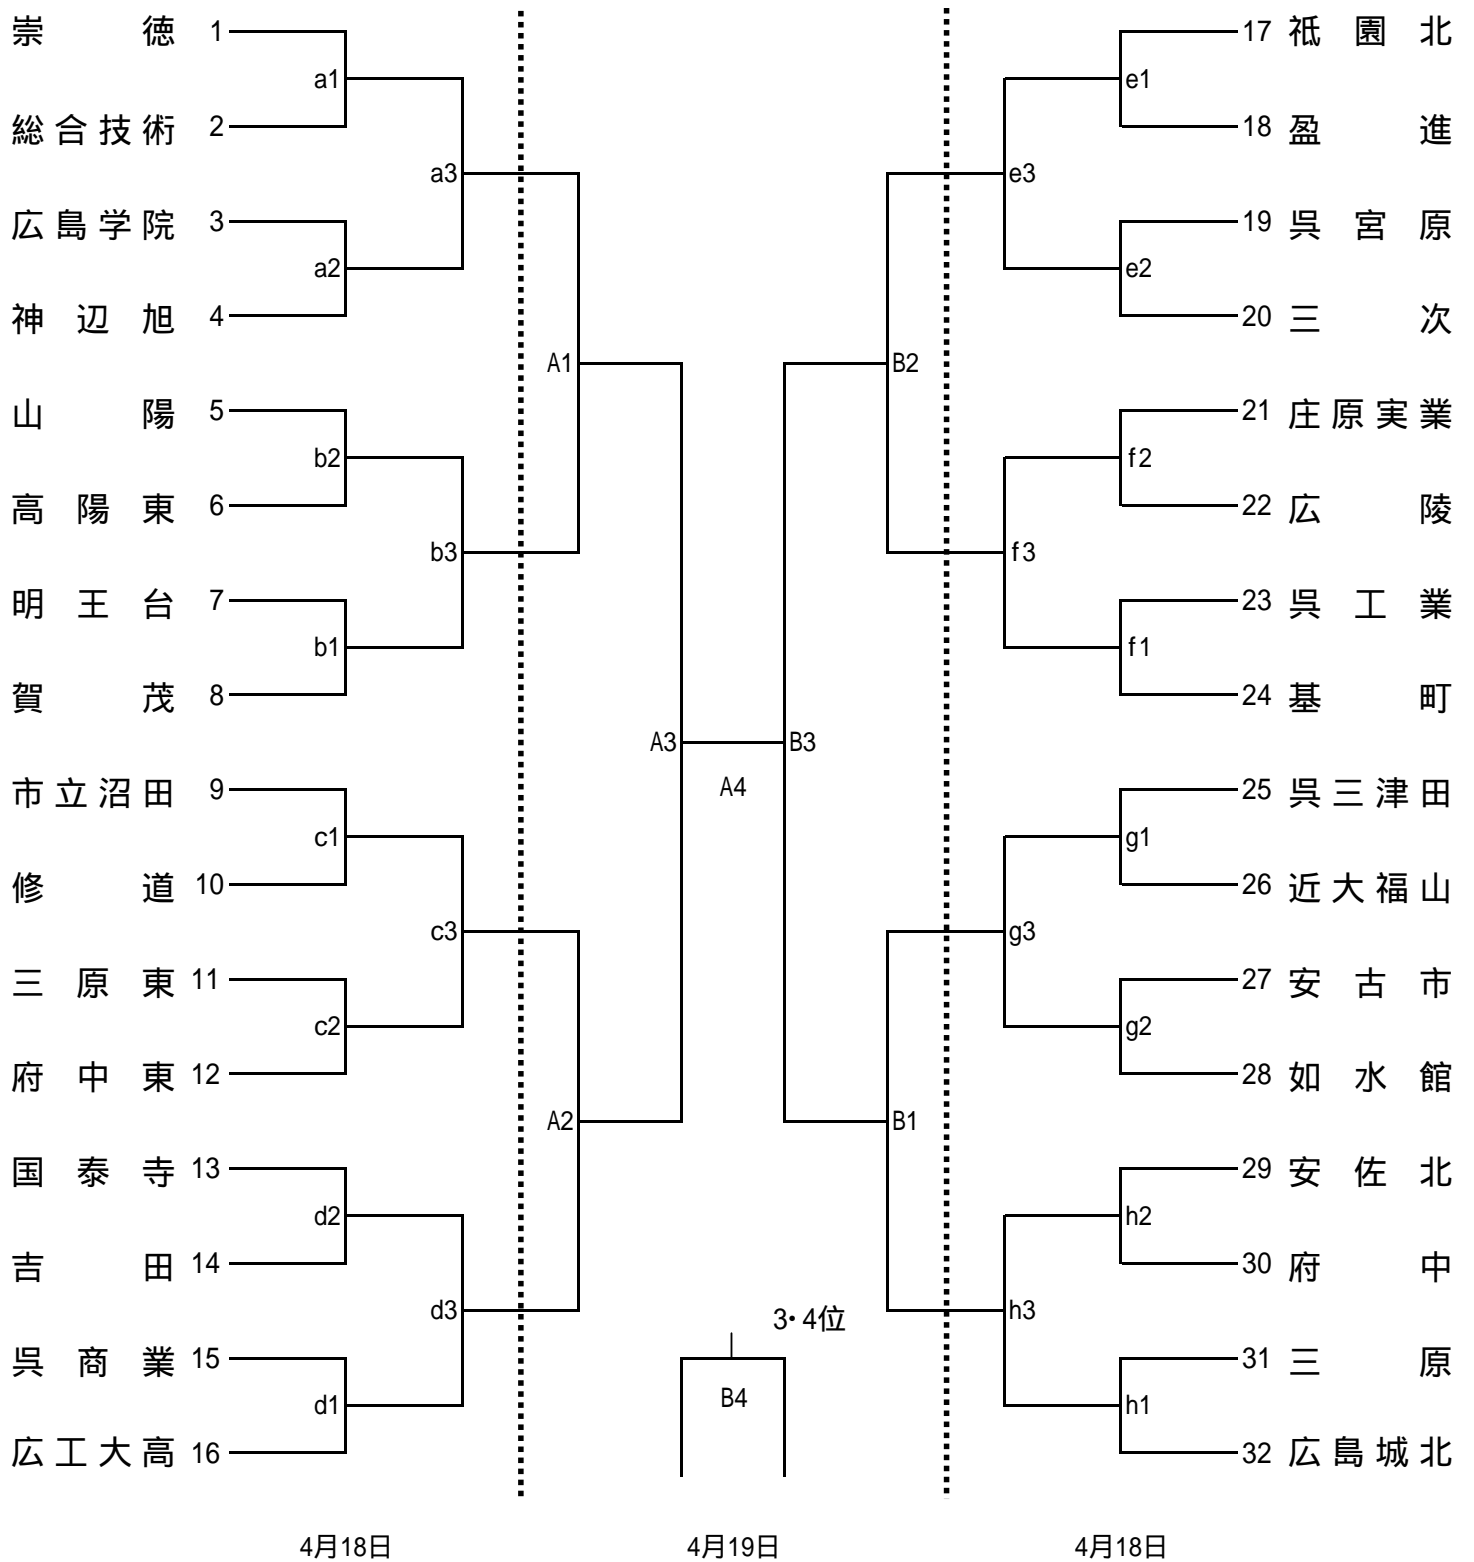 崇徳 1
a1
総合技術 2
a3
広島学院 3
a2
神辺旭 4
A1
山陽 5
b2
高陽東 6
b3
明王台 7
b1
賀茂 8
A3
市立沼田 9
c1
修道 10
c3
三原東 11
c2
府中東 12
A2
国泰寺 13
d2
吉田 14
d3
呉商業 15
d1
広工大高 16
A4
3・4位
B4
17 祇園北
e1
18 盈進
e3
19 呉宮原
e2
20 三次
B2
21 庄原実業
f2
22 広陵
f3
23 呉工業
f1
24 基町
B3
25 呉三津田
g1
26 近大福山
g3
27 安古市
g2
28 如水館
B1
29 安佐北
h2
30 府中
h3
31 三原
h1
32 広島城北
4月18日
4月19日
4月18日